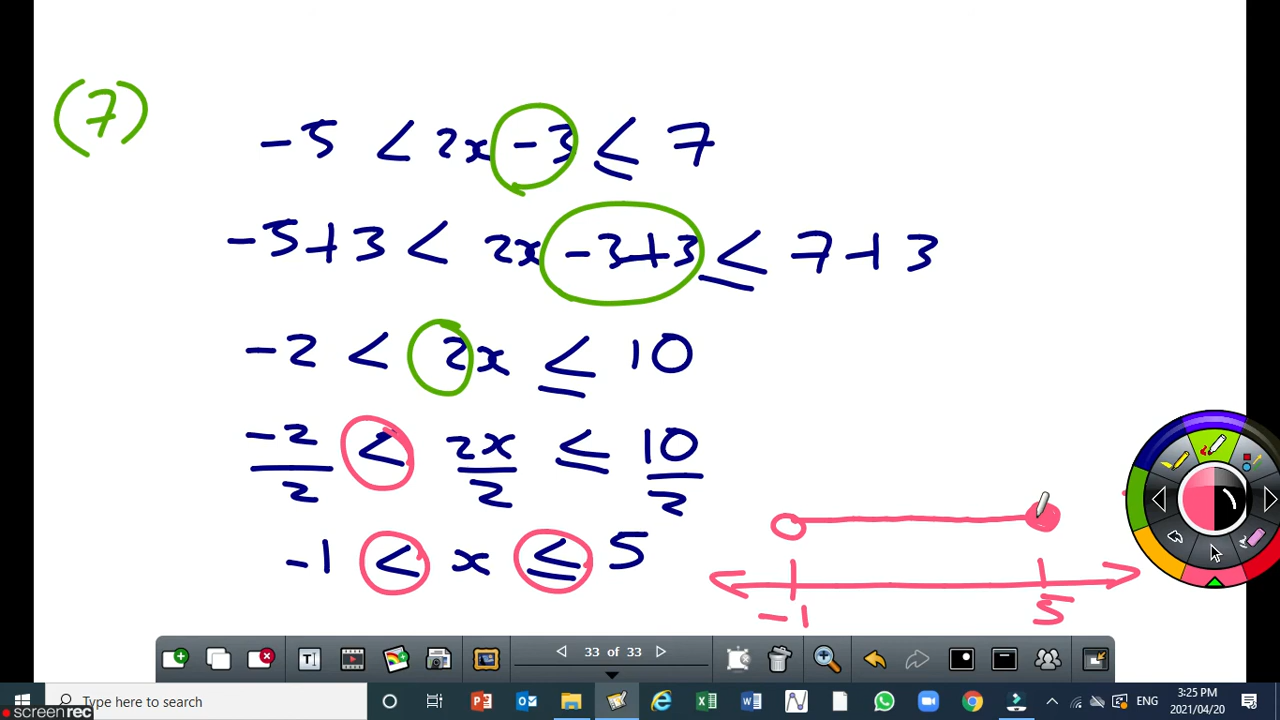 (7)
-5 < 2x -3 ≤ 7
-5+3 < 2x -3+3 ≤ 7+3
-2 < 2x ≤ 10
-2/2 < 2x/2 ≤ 10/2
-1 < x ≤ 5
-1 5
33 of 33
Type here to search
ENG
3:25 PM
2021/04/20
screenrec